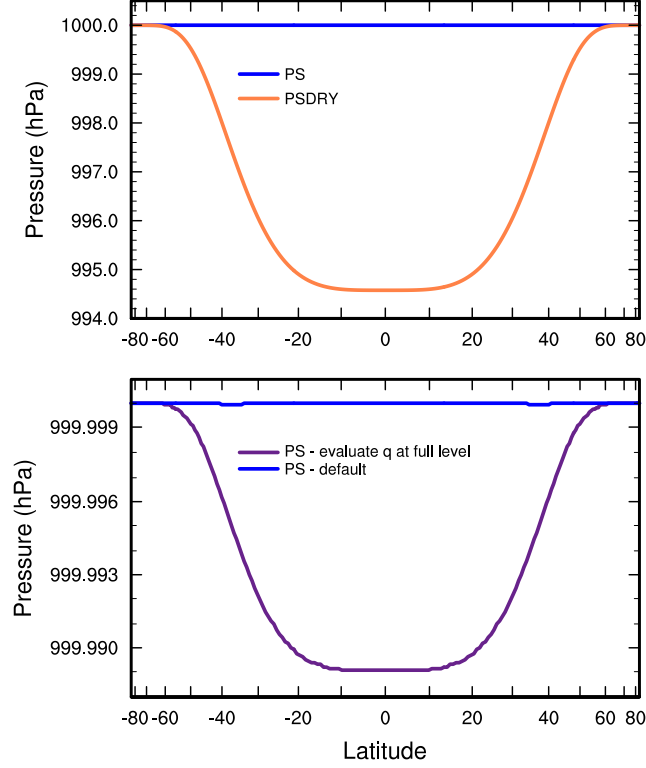 1000.0
999.0
998.0
997.0
996.0
995.0
994.0
Pressure (hPa)
PS
PSDRY
-80 -60 -40 -20 0 20 40 60 80
999.999
999.996
999.993
999.990
Pressure (hPa)
PS - evaluate q at full level
PS - default
-80 -60 -40 -20 0 20 40 60 80
Latitude